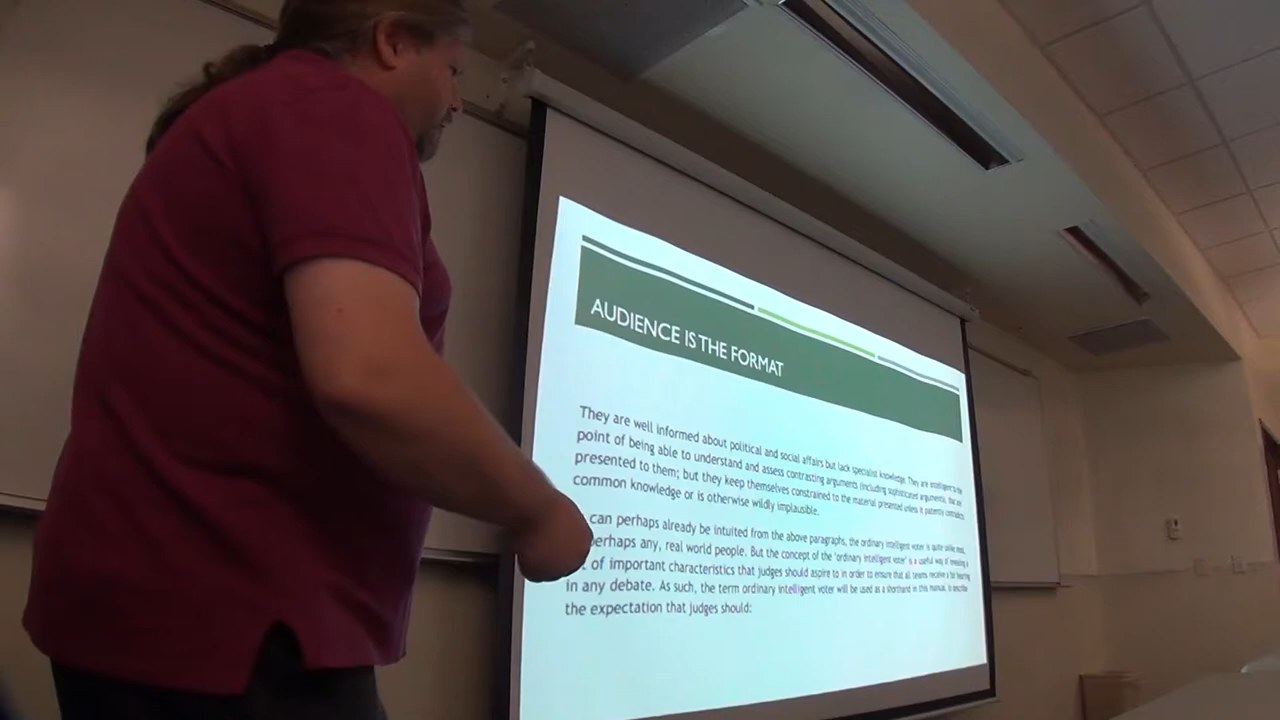 AUDIENCE IS THE FORMAT
They are well informed about political and social affairs but lack specialist knowledge. They are intelligent to the
point of being able to understand and assess contrasting arguments (including sophisticated arguments), that are
presented to them; but they keep themselves constrained to the material presented unless it patently contradicts
common knowledge or is otherwise wildly implausible.
can perhaps already be intuited from the above paragraphs, the ordinary intelligent voter is quite unlike most,
perhaps any, real world people. But the concept of the 'ordinary intelligent voter' is a useful way of revealing a
of important characteristics that judges should aspire to in order to ensure that all teams receive a fair hearing
in any debate. As such, the term ordinary intelligent voter will be used as a shorthand in this manual, to describe
the expectation that judges should: